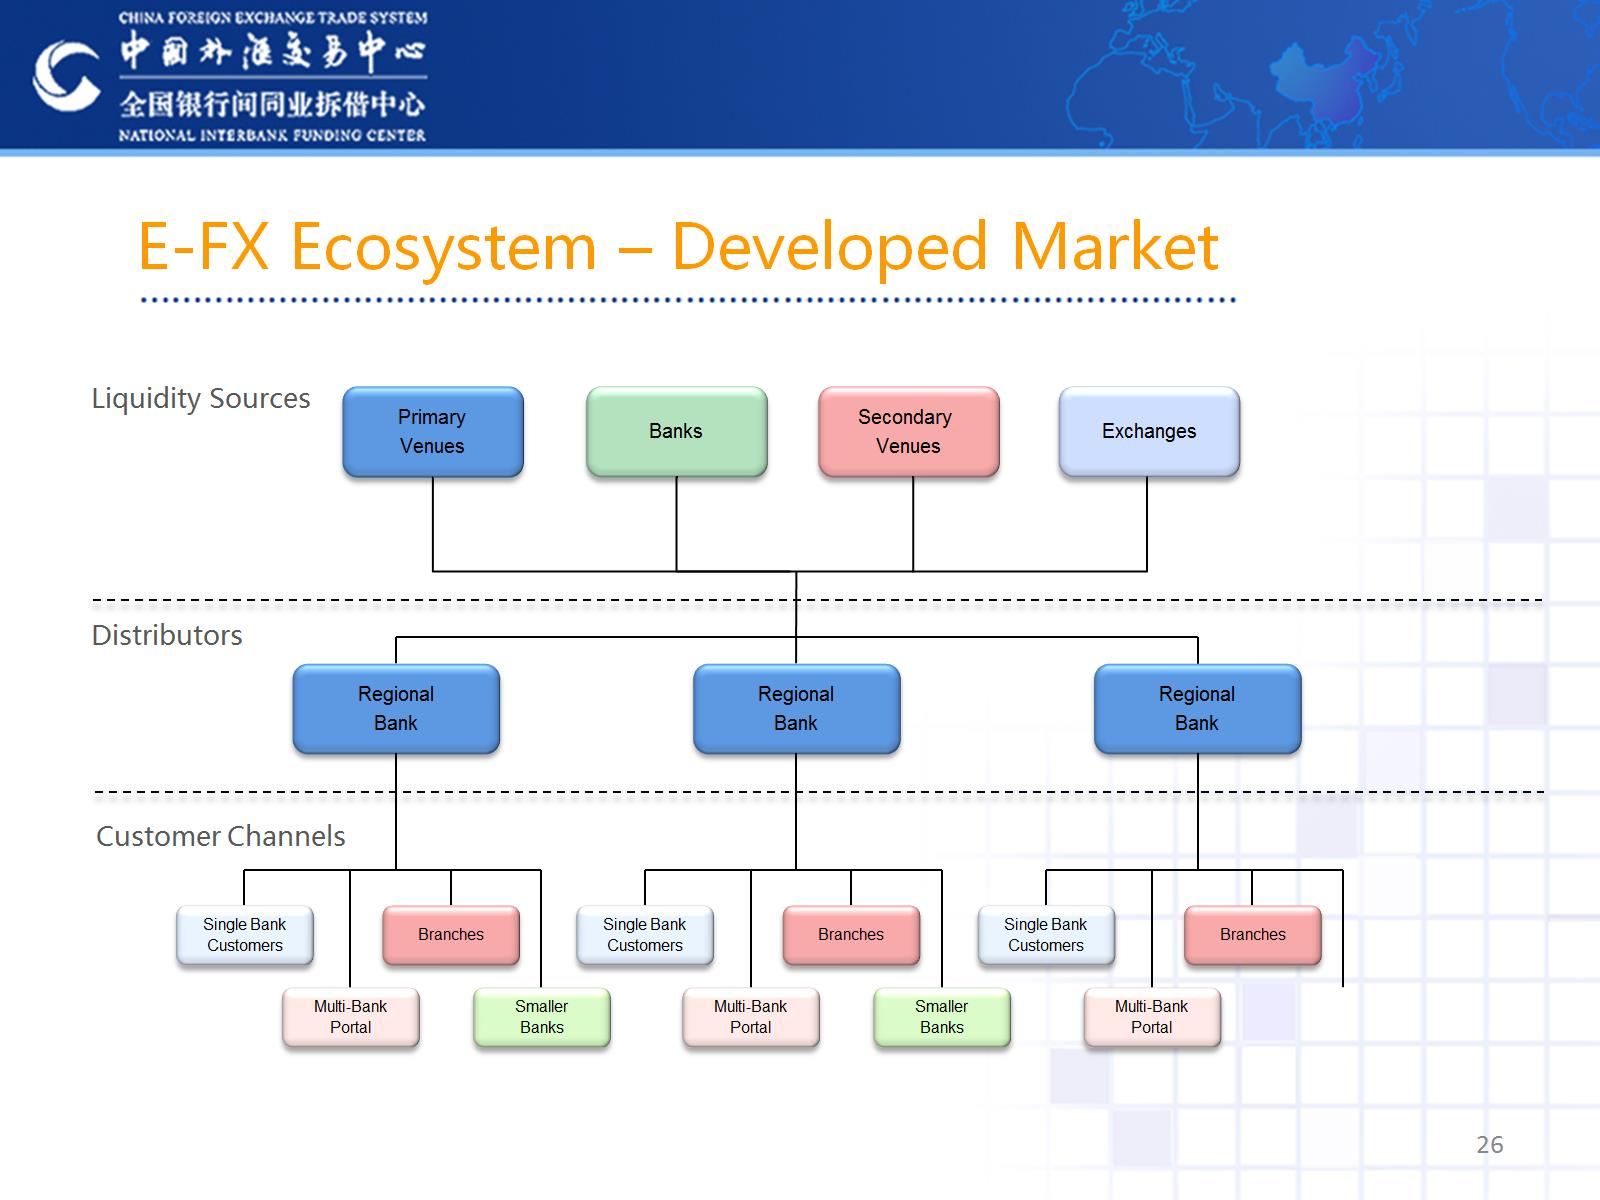 CHINA FOREIGN EXCHANGE TRADE SYSTEM
中国外汇交易中心
全国银行间同业拆借中心
NATIONAL INTERBANK FUNDING CENTER
E-FX Ecosystem – Developed Market
Liquidity Sources
Primary
Venues
Banks
Secondary
Venues
Exchanges
Distributors
Regional
Bank
Regional
Bank
Regional
Bank
Customer Channels
Single Bank
Customers
Branches
Single Bank
Customers
Branches
Single Bank
Customers
Branches
Multi-Bank
Portal
Smaller
Banks
Multi-Bank
Portal
Smaller
Banks
Multi-Bank
Portal
26